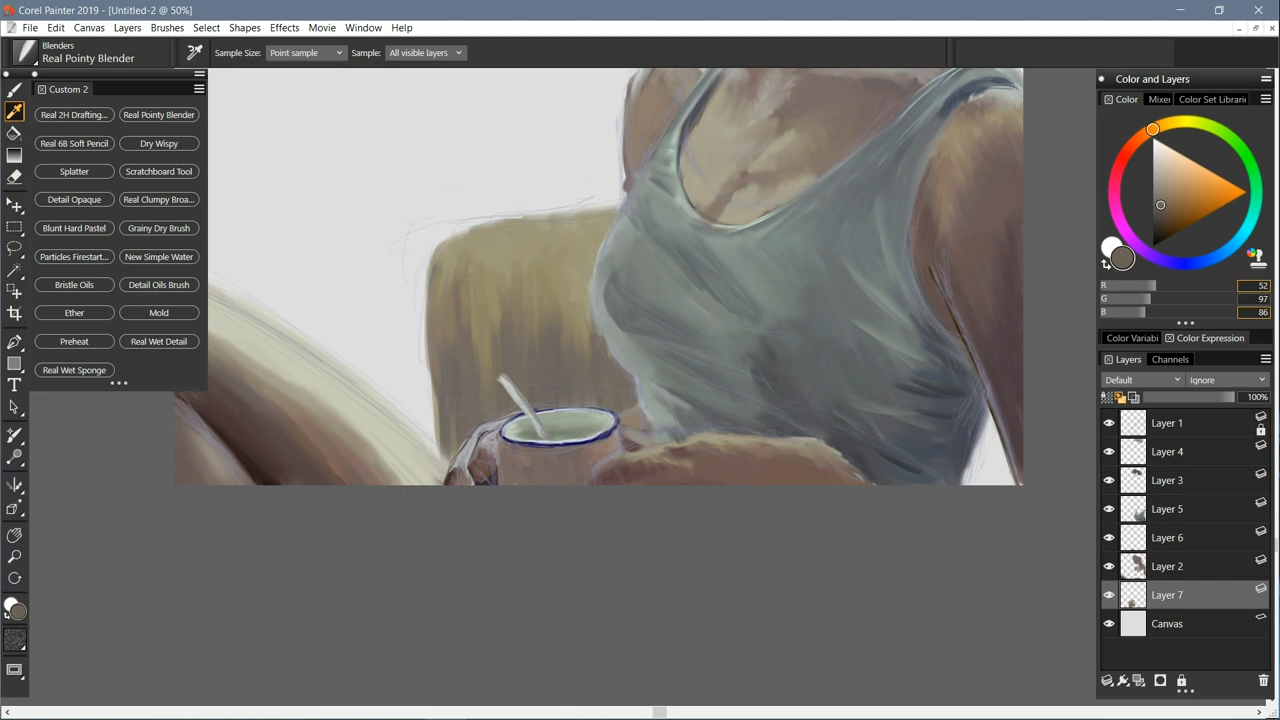 Corel Painter 2019 - [Untitled-2 @ 50%]
File Edit Canvas Layers Brushes Select Shapes Effects Movie Window Help
Blenders
Real Pointy Blender
Sample Size: Point sample Sample: All visible layers
Custom 2
Real 2H Drafting... Real Pointy Blender
Real 6B Soft Pencil Dry Wispy
Splatter Scratchboard Tool
Detail Opaque Real Clumpy Broa...
Blunt Hard Pastel Grainy Dry Brush
Particles Firestart... New Simple Water
Bristle Oils Detail Oils Brush
Ether Mold
Preheat Real Wet Detail
Real Wet Sponge
Color and Layers
Color Mixer Color Set Librari
R 52
G 97
B 86
Color Variabi Color Expression
Layers Channels
Default Ignore
100%
Layer 1
Layer 4
Layer 3
Layer 5
Layer 6
Layer 2
Layer 7
Canvas